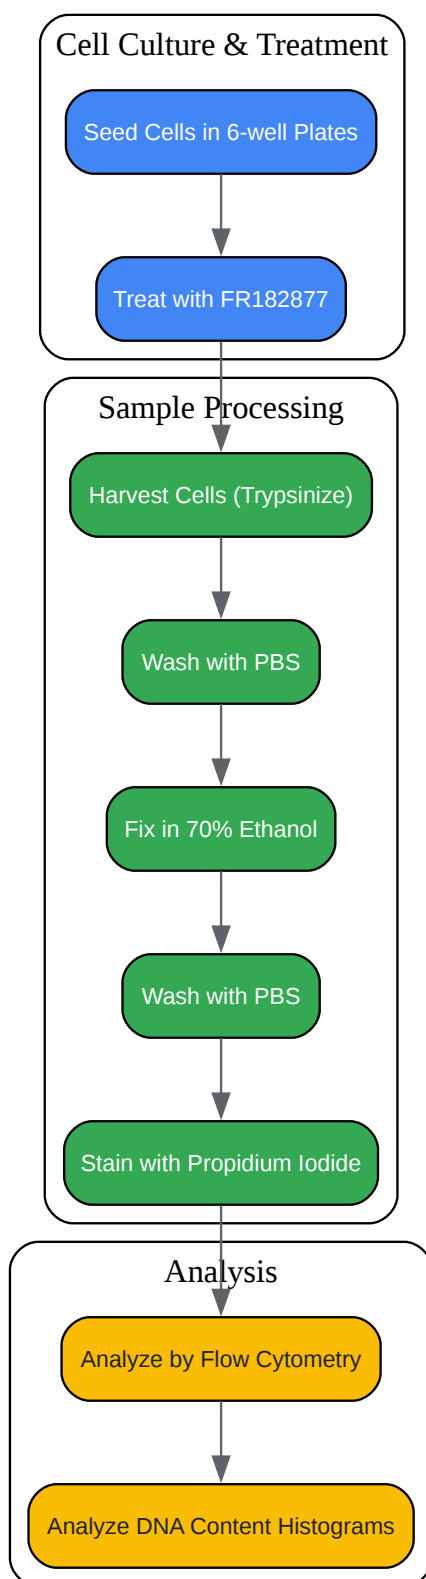 Cell Culture & Treatment
Seed Cells in 6-well Plates
Treat with FR182877
Sample Processing
Harvest Cells (Trypsinize)
Wash with PBS
Fix in 70% Ethanol
Wash with PBS
Stain with Propidium Iodide
Analysis
Analyze by Flow Cytometry
Analyze DNA Content Histograms